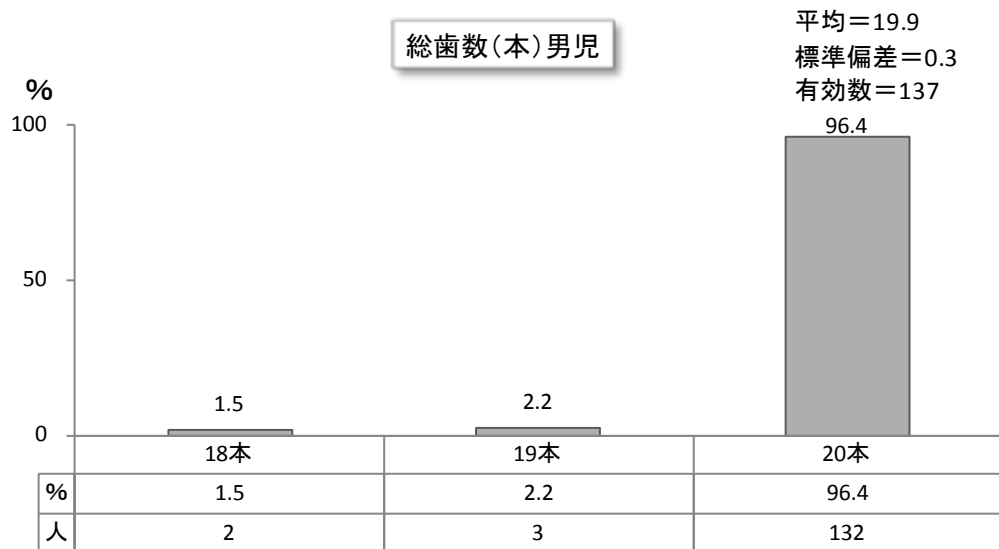 総歯数(本)男児
平均=19.9
標準偏差=0.3
有効数=137
%
100
50
0
1.5
2.2
96.4
18本 19本 20本
% 1.5 2.2 96.4
人 2 3 132